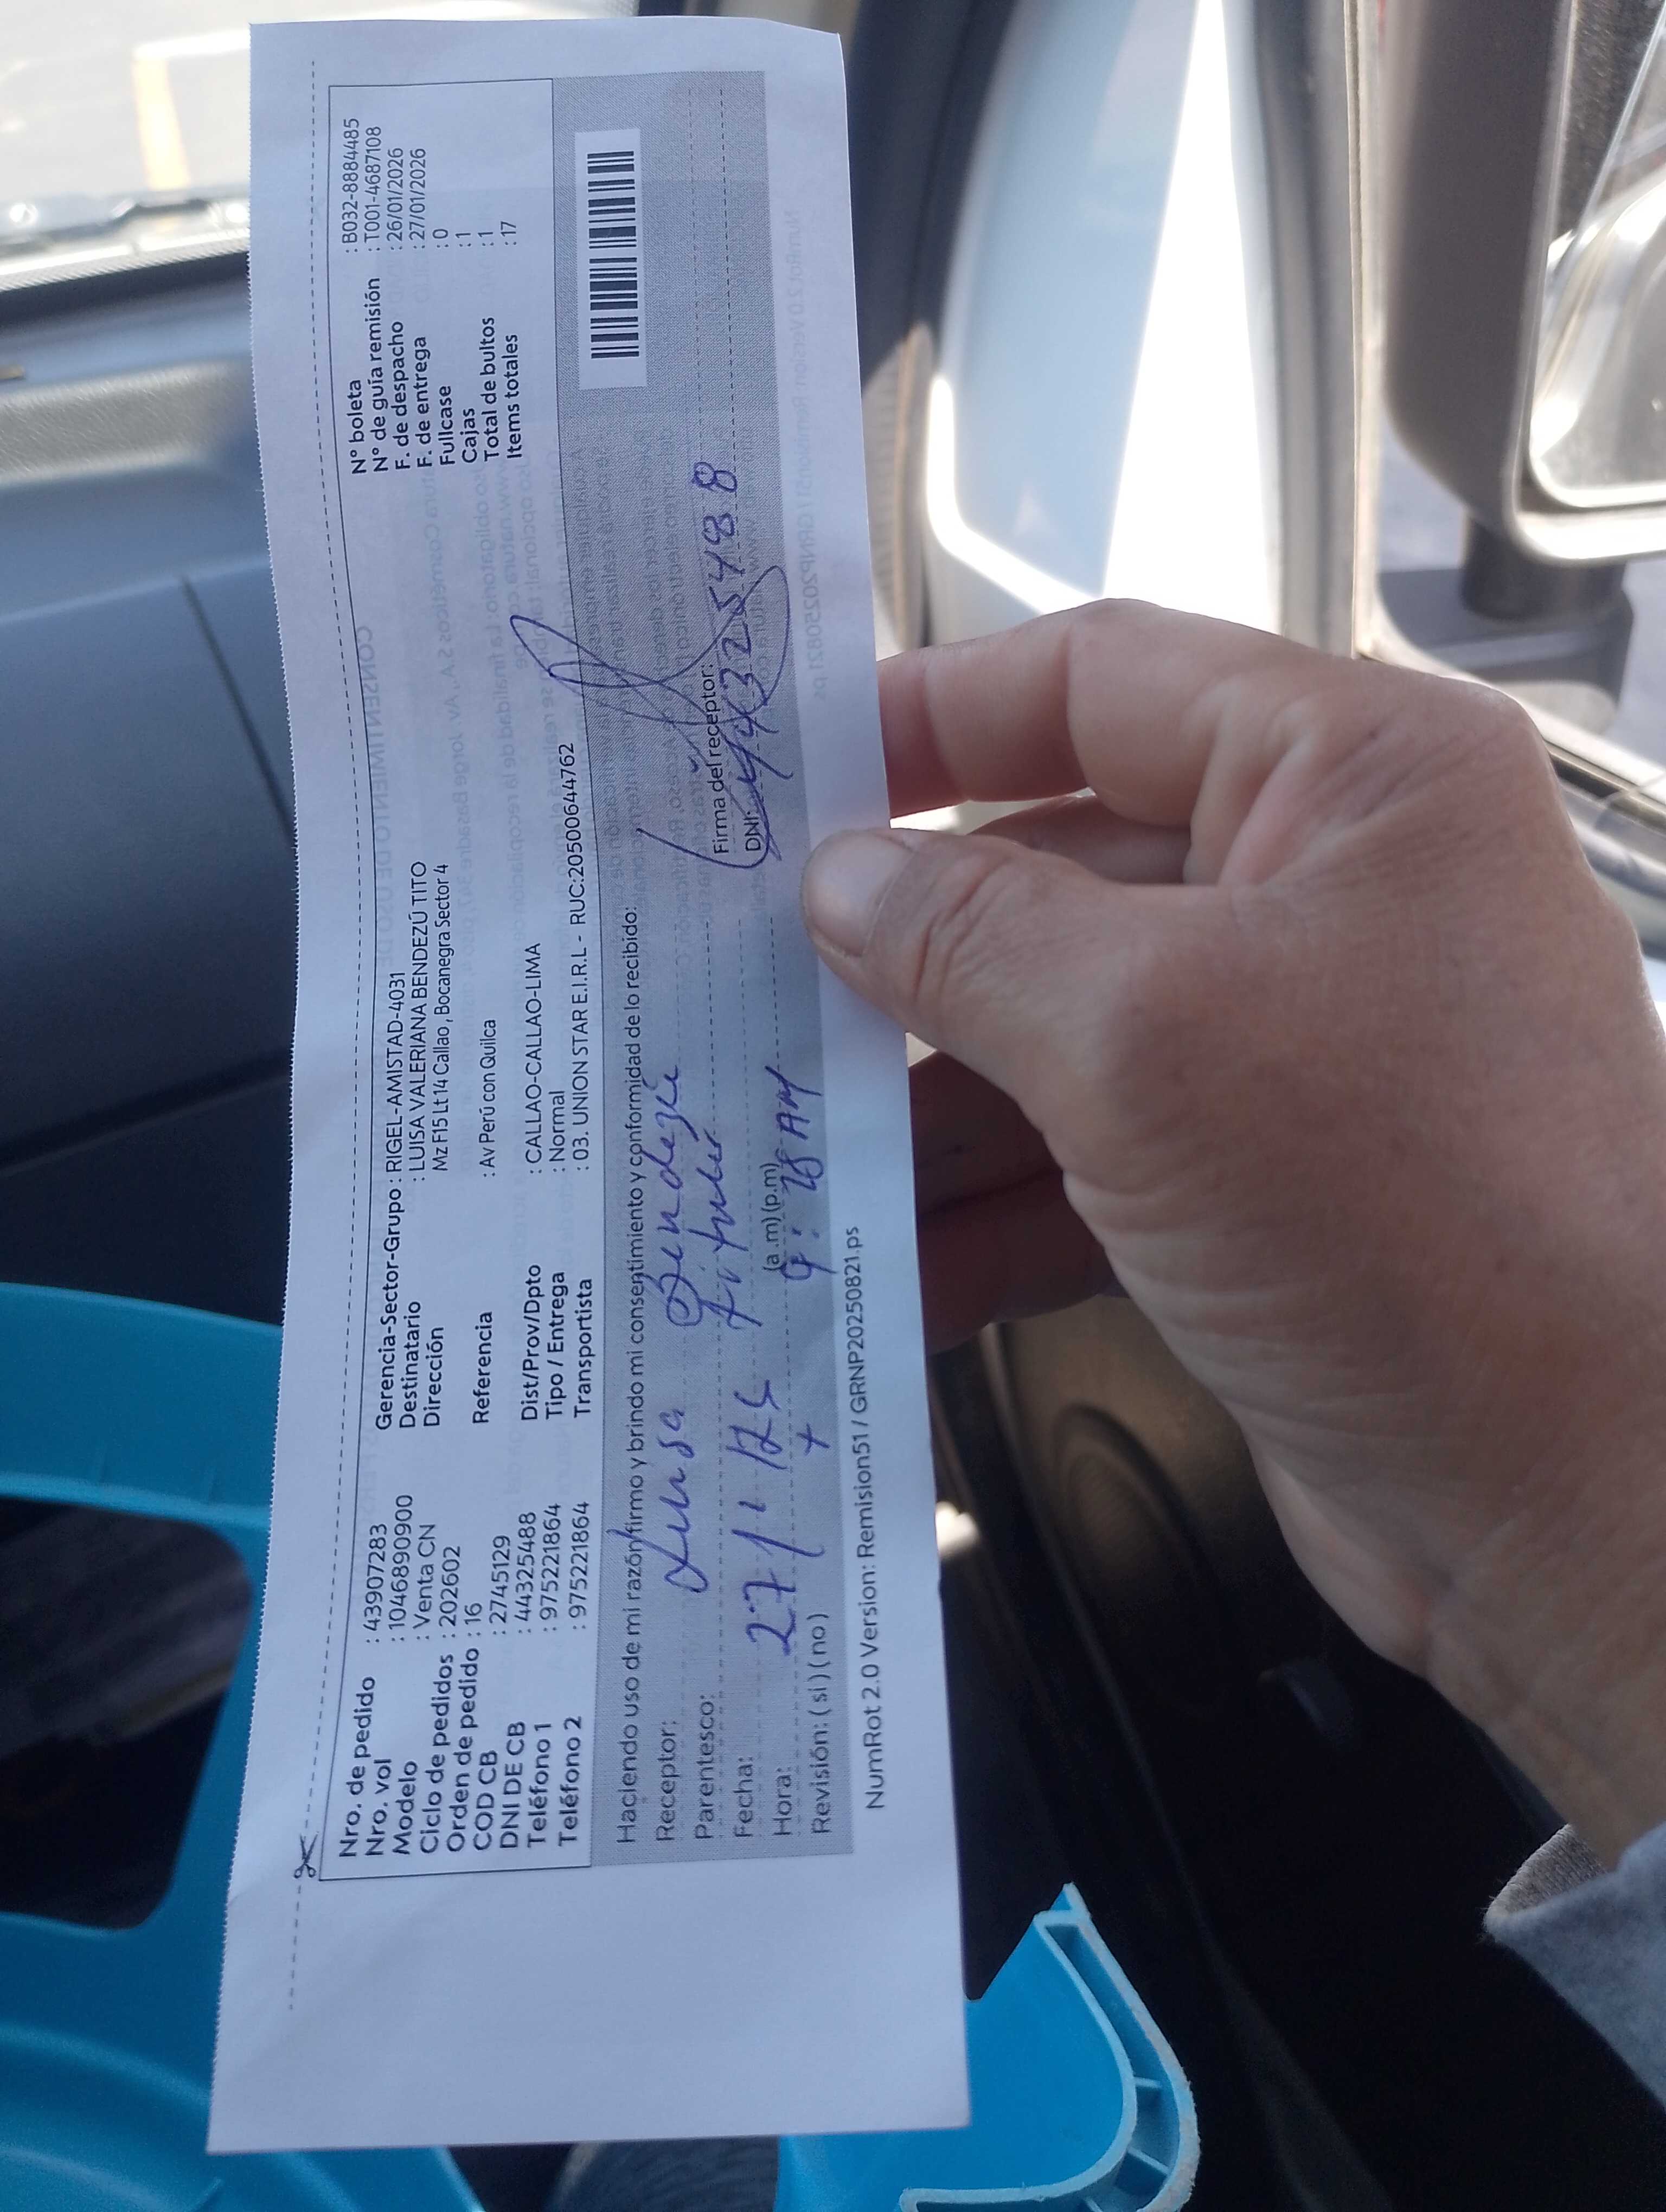 Nro. de pedido : 43907283
Nro. vol : 1046890900
Modelo : Venta CN
Ciclo de pedidos : 202602
Orden de pedido : 16
COD CB : 2745129
DNI DE CB : 44325488
Teléfono 1 : 975221864
Teléfono 2 : 975221864
Gerencia-Sector-Grupo : RIGEL-AMISTAD-4031
Destinatario : LUISA VALERIANA BENDEZÚ TITO
Dirección Mz F15 Lt 14 Callao , Bocanegra Sector 4
Referencia : Av Perú con Quilca
Dist/Prov/Dpto : CALLAO-CALLAO-LIMA
Tipo / Entrega : Normal
Transportista : 03. UNION STAR E.I.R.L - RUC:20500644762
N° boleta : B032-8884485
N° de guía remisión : T001-4687108
F. de despacho : 26/01/2026
F. de entrega : 27/01/2026
Fullcase : 0
Cajas : 1
Total de bultos : 1
Items totales : 17
Haciendo uso de mi razón firmo y brindo mi consentimiento y conformidad de lo recibido:
Receptor: Luisa Bendezú
Parentesco: titular
Fecha: 27/1/
Hora: (a.m) (p.m) 9:28 AM
Revisión: ( si ) ( no )
Firma del receptor:
DNI: 44325488
NumRot 2.0 Version: Remision51 / GRNP20250821.ps